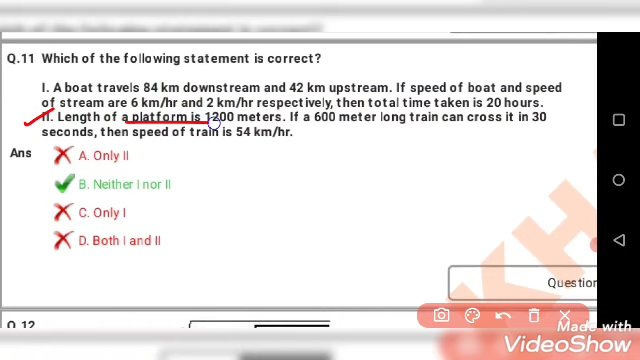 Q.11 Which of the following statement is correct?
I. A boat travels 84 km downstream and 42 km upstream. If speed of boat and speed
of stream are 6 km/hr and 2 km/hr respectively, then total time taken is 20 hours.
II. Length of a platform is 1200 meters. If a 600 meter long train can cross it in 30
seconds, then speed of train is 54 km/hr.
Ans
A. Only II
B. Neither I nor II
C. Only I
D. Both I and II
Question
Q.12
Made with
VideoShow